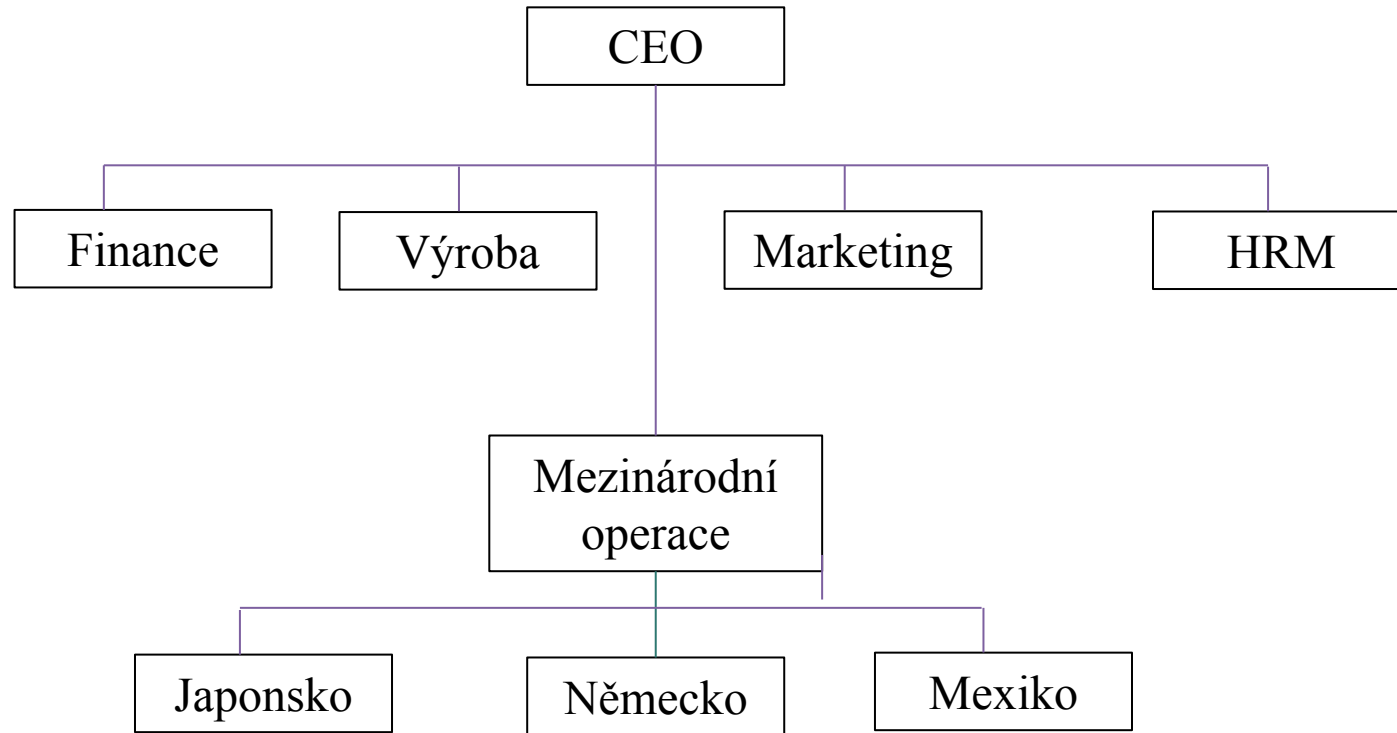 CEO
Finance
Výroba
Marketing
HRM
Mezinárodní
operace
Japonsko
Německo
Mexiko